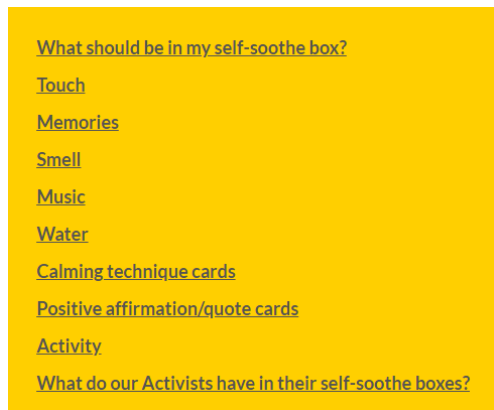 What should be in my self-soothe box?
Touch
Memories
Smell
Music
Water
Calming technique cards
Positive affirmation/quote cards
Activity
What do our Activists have in their self-soothe boxes?